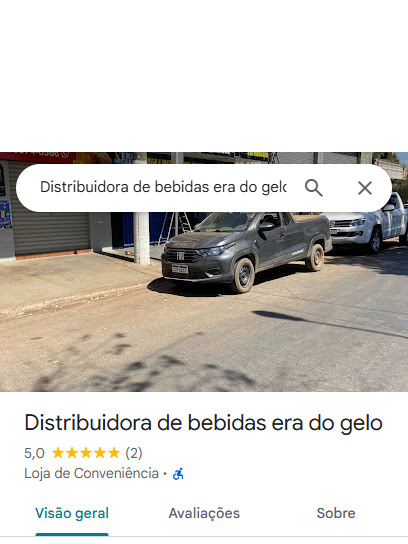 Distribuidora de bebidas era do gelo
Distribuidora de bebidas era do gelo
5,0 (2)
Loja de Conveniência ·
Visão geral
Avaliações
Sobre